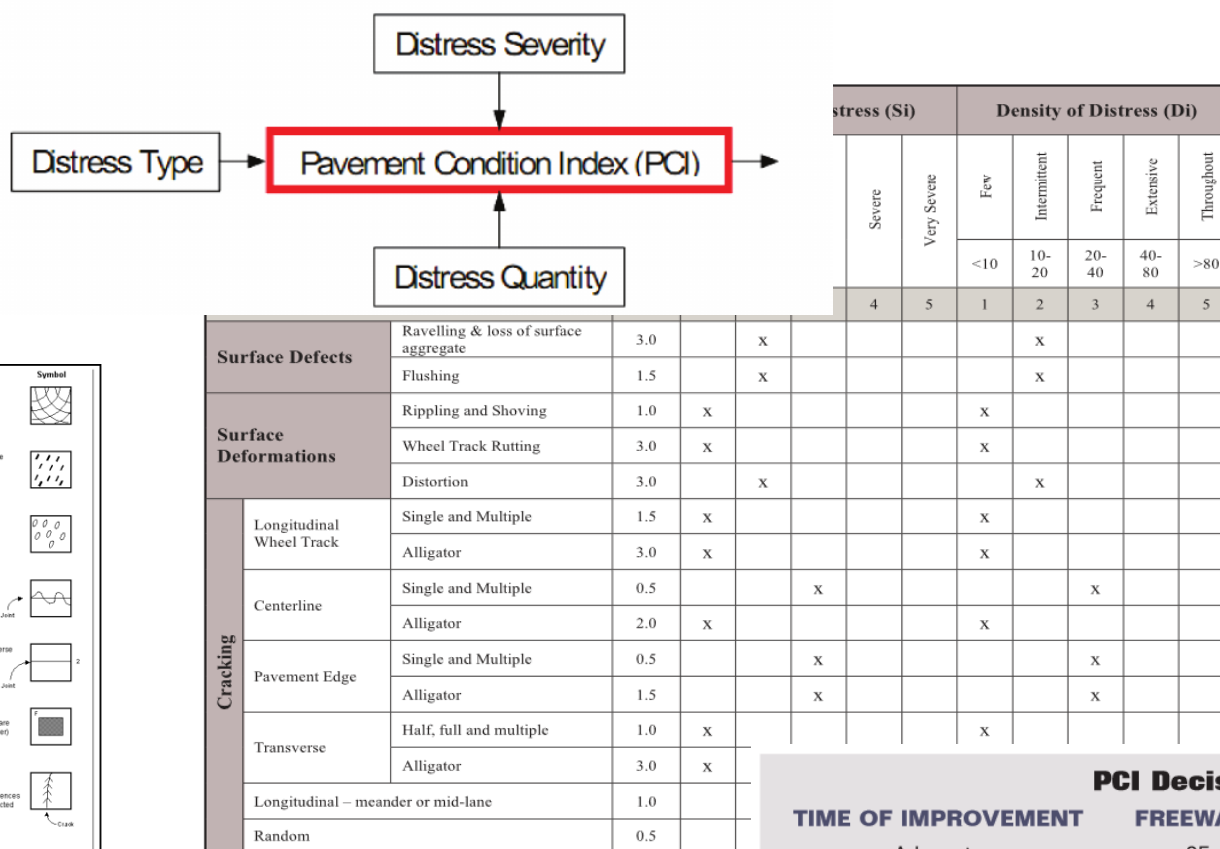 Distress Severity
Distress Type
Pavement Condition Index (PCI)
Distress Quantity
(Si)
Density of Distress (Di)
Severe
Very Severe
Few
Intermittent
Frequent
Extensive
Throughout
<10
10-
20
20-
40
40-
80
>80
4 5 1 2 3 4 5
Surface Defects
Ravelling & loss of surface
aggregate
3.0 x x
Flushing 1.5 x x
Surface
Deformations
Rippling and Shoving 1.0 x x
Wheel Track Rutting 3.0 x x
Distortion 3.0 x x
Cracking
Longitudinal
Wheel Track
Single and Multiple 1.5 x x
Alligator 3.0 x x
Centerline
Single and Multiple 0.5 x x
Alligator 2.0 x x
Pavement Edge
Single and Multiple 0.5 x x
Alligator 1.5 x x
Transverse
Half, full and multiple 1.0 x x
Alligator 3.0 x
Longitudinal – meander or mid-lane 1.0
Random 0.5
Symbol
Joint
2
Joint
F
Crack
PCI
TIME OF IMPROVEMENT